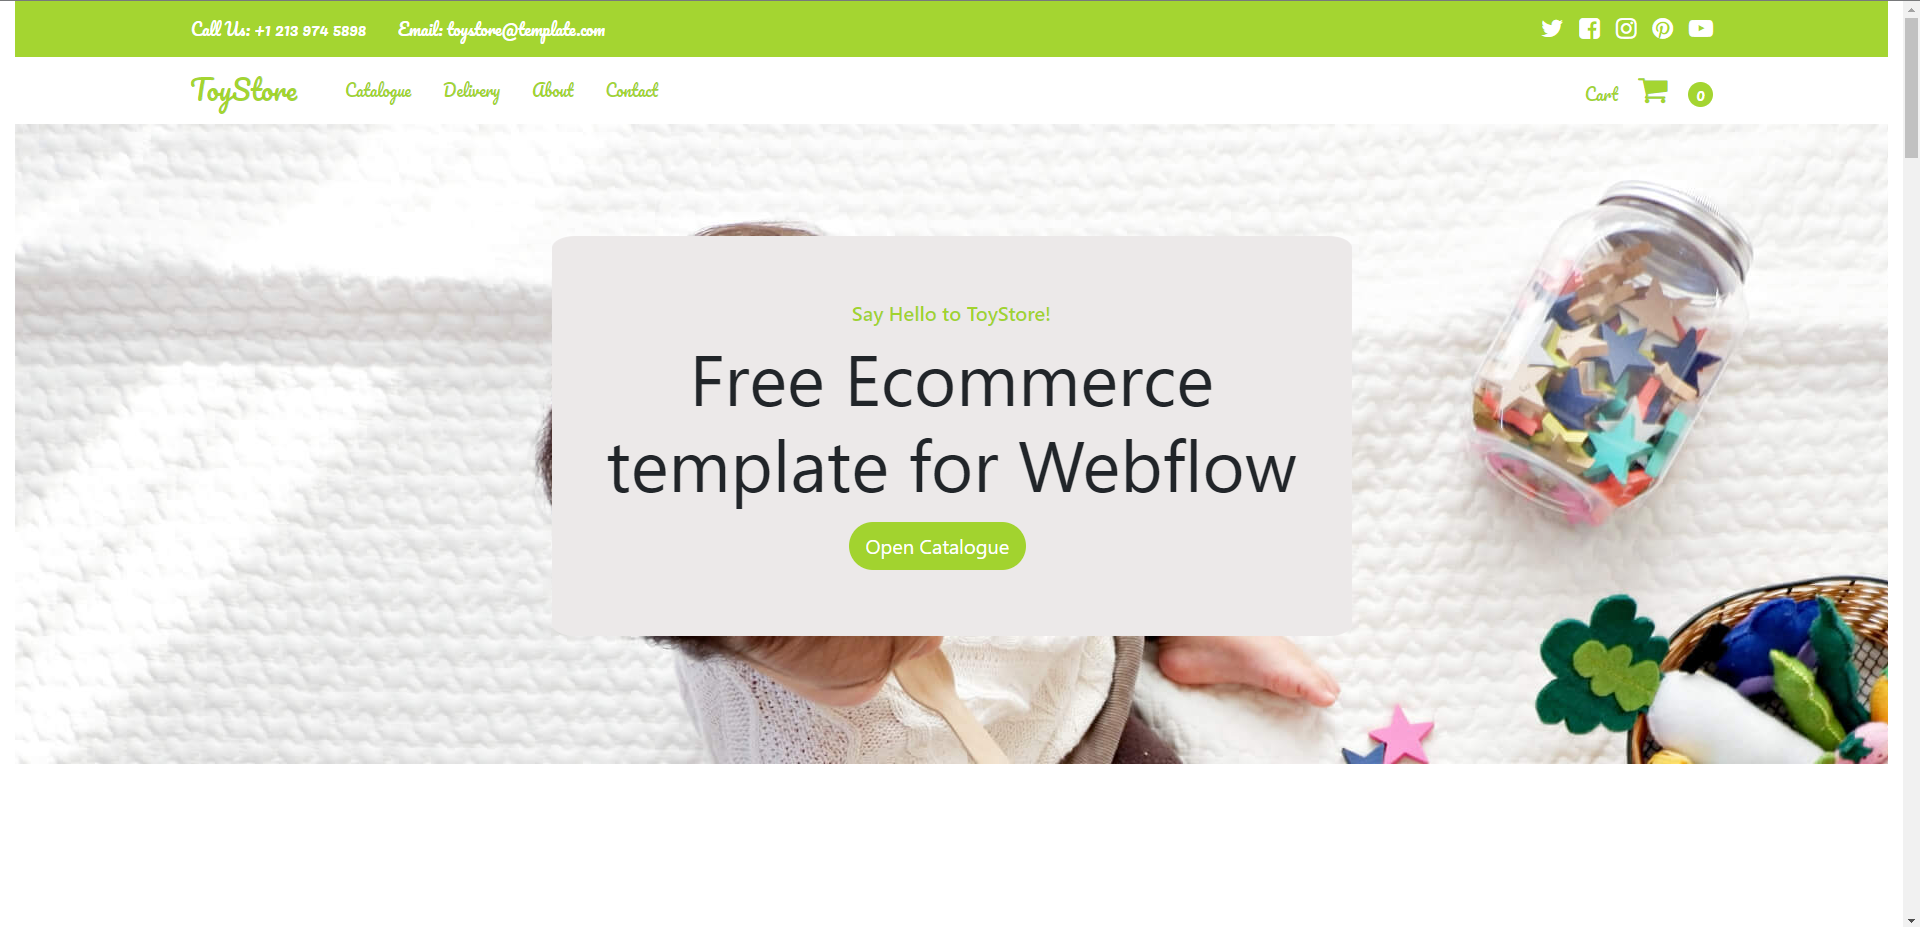 Call Us: +1 213 974 5898 Email: toystore@template.com
ToyStore Catalogue Delivery About Contact Cart 0
Say Hello to ToyStore!
Free Ecommerce
template for Webflow
Open Catalogue